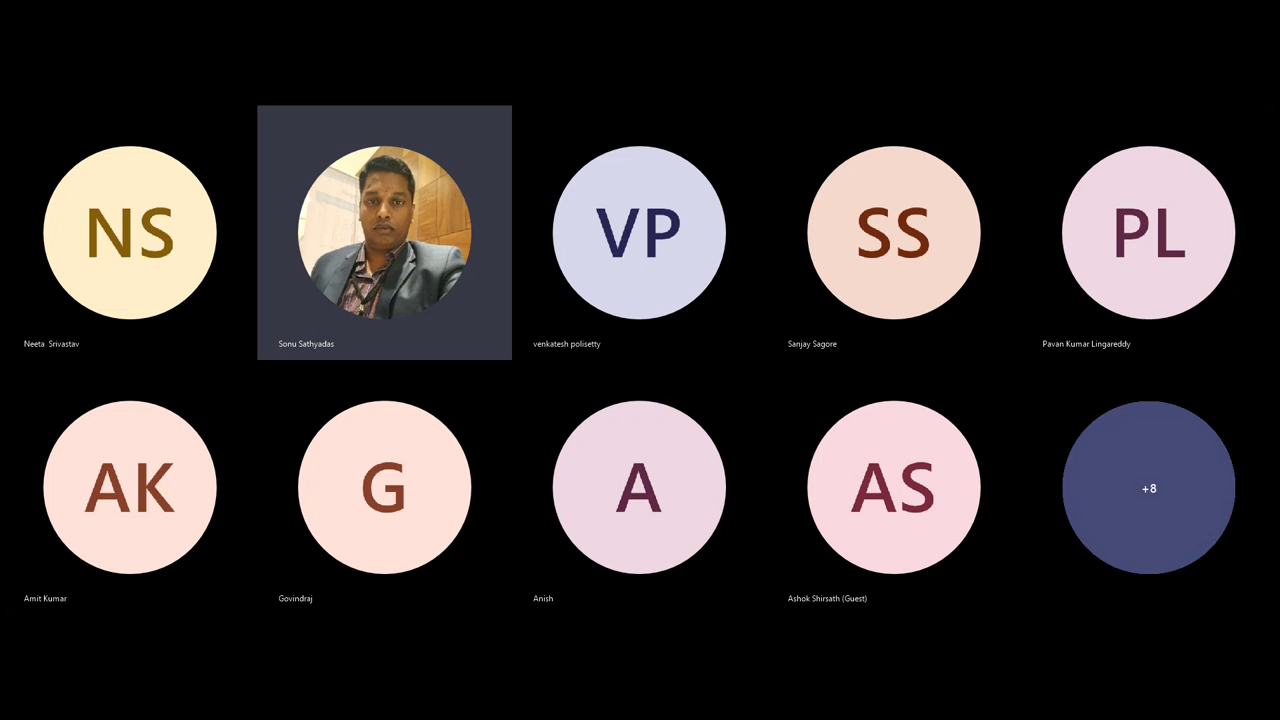 NS
VP
SS
PL
Neeta  Srivastav
Sonu Sathyadas
venkatesh polisetty
Sanjay Sagore
Pavan Kumar Lingareddy
AK
G
A
AS
+8
Amit Kumar
Govindraj
Anish
Ashok Shirsath (Guest)